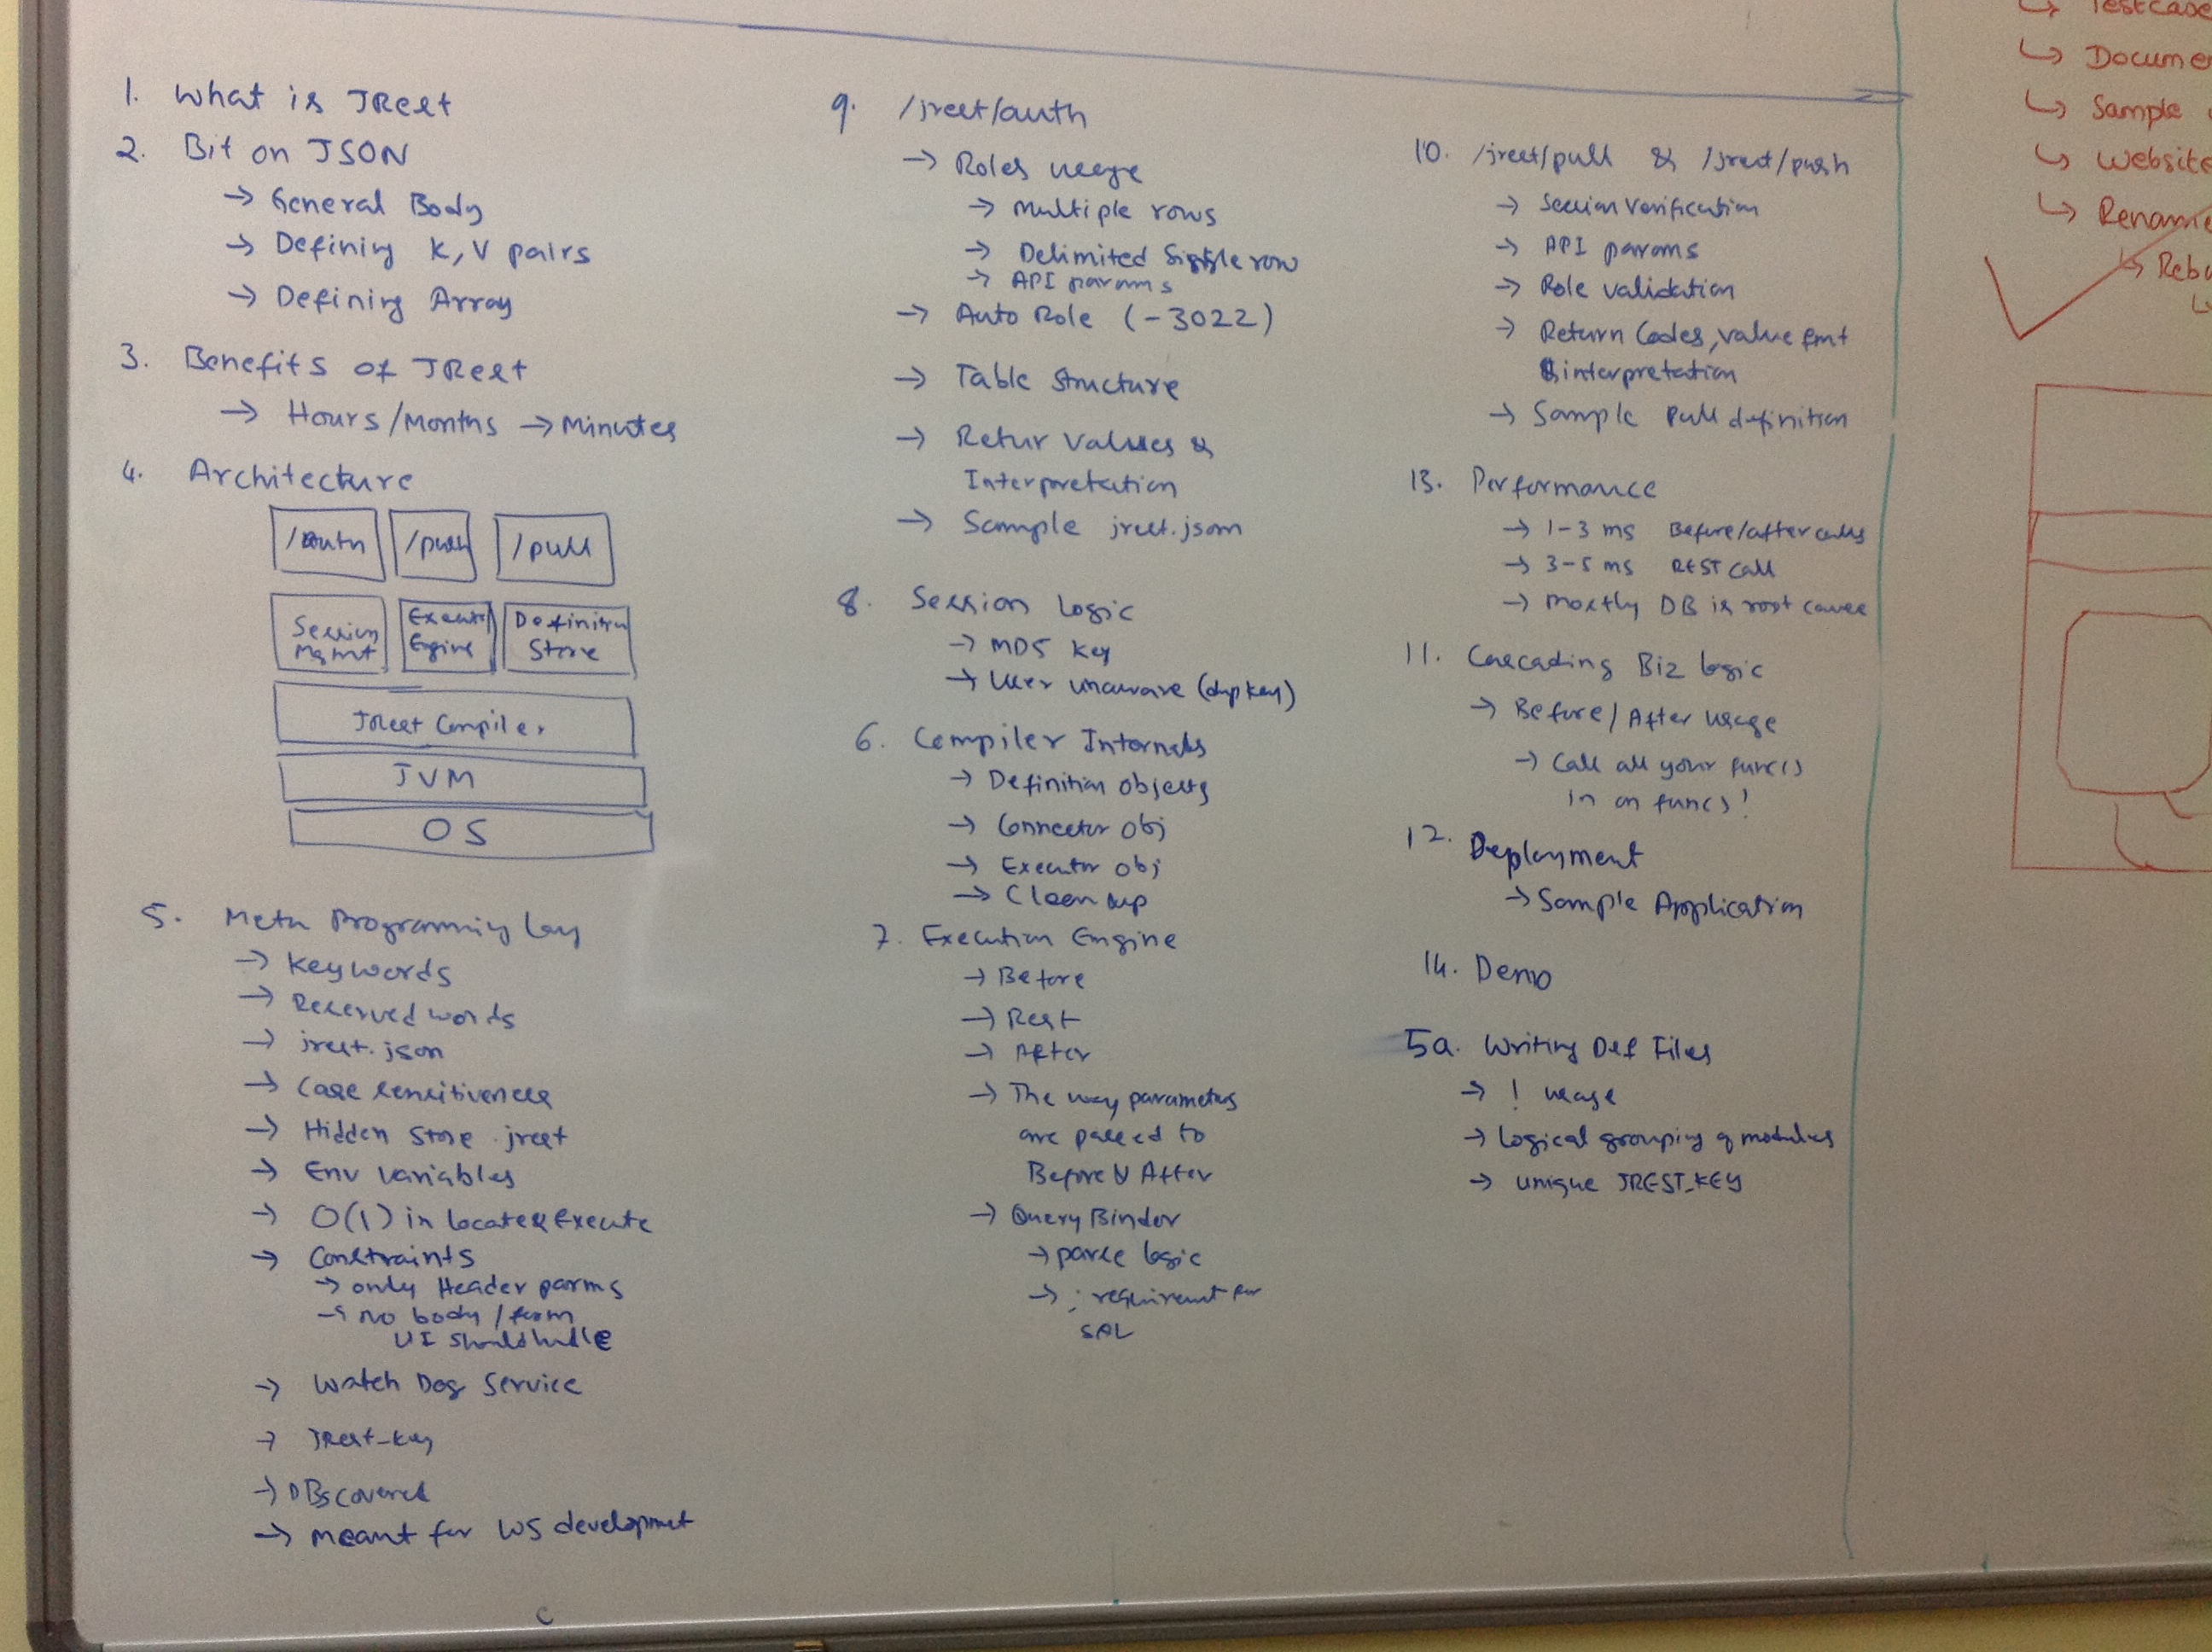 1. What is JRest
2. Bit on JSON
→ General Body
→ Defining K, V pairs
→ Defining Array
3. Benefits of JRest
→ Hours/Months → Minutes
4. Architecture
/Auth /push /pull
Session Mgmt
Execution Engine
Definition Store
JRest Compiler
JVM
OS
5. Meta Programming Lang
→ Keywords
→ Reserved words
→ jrest.json
→ Case sensitiveness
→ Hidden Store .jrest
→ Env variables
→ O(1) in locate & Execute
→ Constraints
→ only Header parms
→ no body / form
UI should handle
→ Watch Dog Service
→ JRest_Key
→ DBs covered
→ meant for WS development
9. /jrest/auth
→ Roles usage
→ Multiple rows
→ Delimited Single row
→ API params
→ Auto Role (-3022)
→ Table Structure
→ Retur Values &
Interpretation
→ Sample jrest.json
8. Session Logic
→ MD5 Key
→ User unaware (dup key)
6. Compiler Internals
→ Definition Objects
→ Connector Obj
→ Executor Obj
→ Clean up
7. Execution Engine
→ Before
→ Rest
→ After
→ The way parameters
are passed to
Before & After
→ Query Binder
→ parse logic
→ ; requirement for
SQL
10. /jrest/pull & /jrest/push
→ Session Verification
→ API params
→ Role validation
→ Return Codes, value fmt
& interpretation
→ Sample Pull definition
13. Performance
→ 1-3 ms Before/after calls
→ 3-5 ms REST call
→ mostly DB is root cause
11. Cascading Biz logic
→ Before / After usage
→ Call all your func()
in on funcs!
12. Deployment
→ Sample Application
14. Demo
5a. Writing Def Files
→ ! usage
→ Logical grouping of modules
→ unique JREST_KEY
↳ Testcase
↳ Docume
↳ Sample
↳ Website
↳ Rename
↳ Rebu